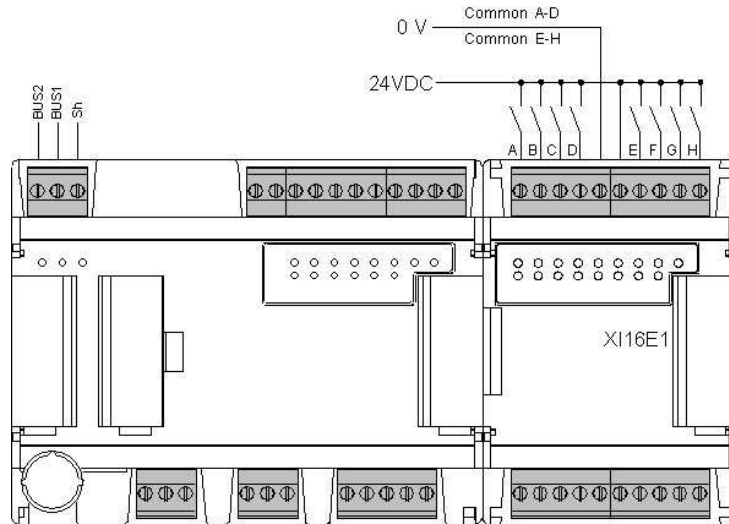 0 V
Common A-D
Common E-H
24VDC
BUS2
BUS1
Sh
A B C D E F G H
XI16E1